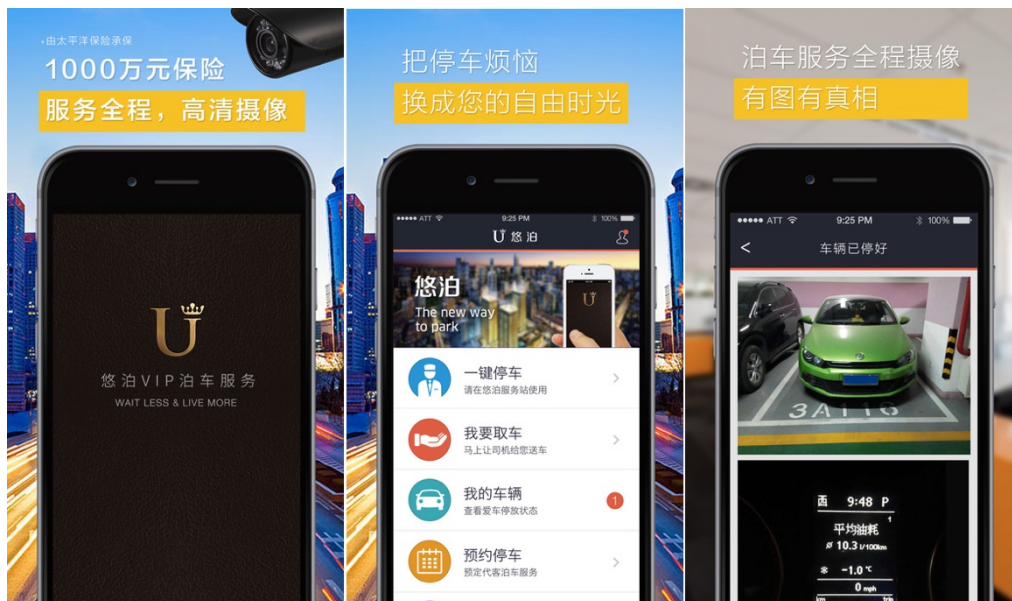 ·由太平洋保险承保
1000万元保险
服务全程，高清摄像
U
悠泊VIP泊车服务
WAIT LESS & LIVE MORE
把停车烦恼
换成您的自由时光
ATT 9:25 PM 100%
U 悠泊
悠泊
The new way
to park
U
一键停车
请在悠泊服务站使用
我要取车
马上让司机给您送车
我的车辆
查看爱车停放状态
1
预约停车
预定代客泊车服务
泊车服务全程摄像
有图有真相
ATT 9:25 PM 100%
< 车辆已停好
3A116
西 9:48 P
平均油耗
1
ø 10.3 l/100km
-1.0 ℃
0 mph
km trip